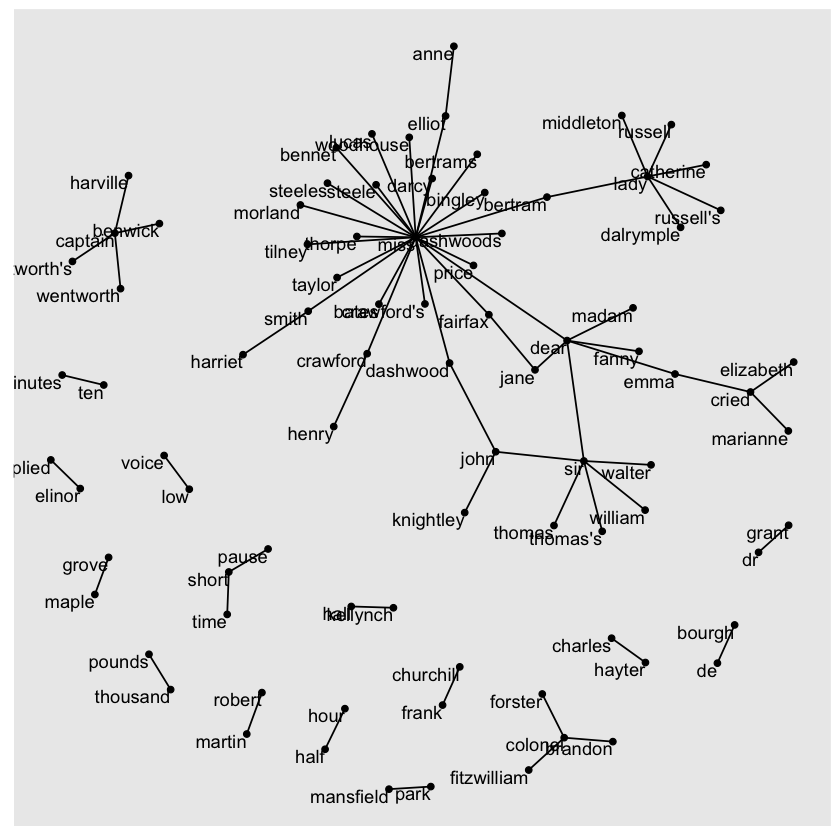 anne
middleton
elliot
russell
lucas
woodhouse
bennet
bertrams
catherine
lady
harville
steeles
steele
darcy
bingley
bertram
morland
russell's
benwick
captain
dalrymple
tilney
thorpe
miss
dashwoods
tworth's
price
wentworth
taylor
bates
crawford's
madam
smith
fairfax
dear
fanny
harriet
crawford
dashwood
jane
emma
elizabeth
inutes
ten
cried
henry
marianne
plied
voice
john
sir
walter
elinor
low
knightley
thomas
william
thomas's
grant
dr
grove
pause
short
maple
time
hall
kellynch
bourgh
pounds
charles
hayter
de
thousand
churchill
robert
frank
forster
hour
martin
colonel
brandon
half
fitzwilliam
mansfield
park